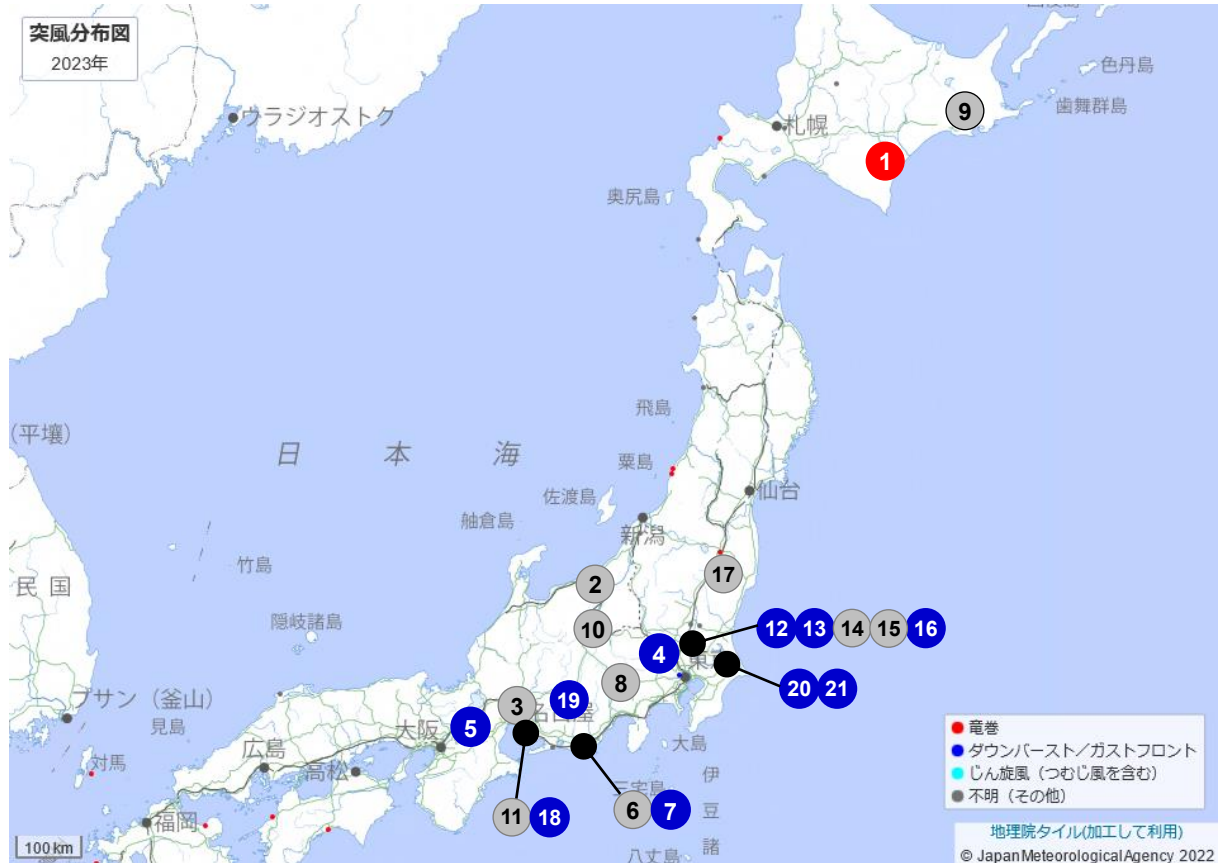 突風分布図
2023年
色丹島
歯舞群島
ウラジオストク
9
札幌
1
奥尻島
飛島
(平壌)
日本海
粟島
佐渡島
仙台
舳倉島
新潟
竹島
民国
17
2
隠岐諸島
10
12 13 14 15 16
4
東
8
20 21
プサン（釜山）
3
19
見島
5
名古屋
大阪
竜巻
広島
大島
ダウンバースト／ガストフロント
対馬
高松
伊
じん旋風（つむじ風を含む）
三宅島
豆
不明（その他）
11 18
6 7
諸
福岡
地理院タイル(加工して利用)
100 km
八丈島
© JapanMeteorologicalAgency 2022